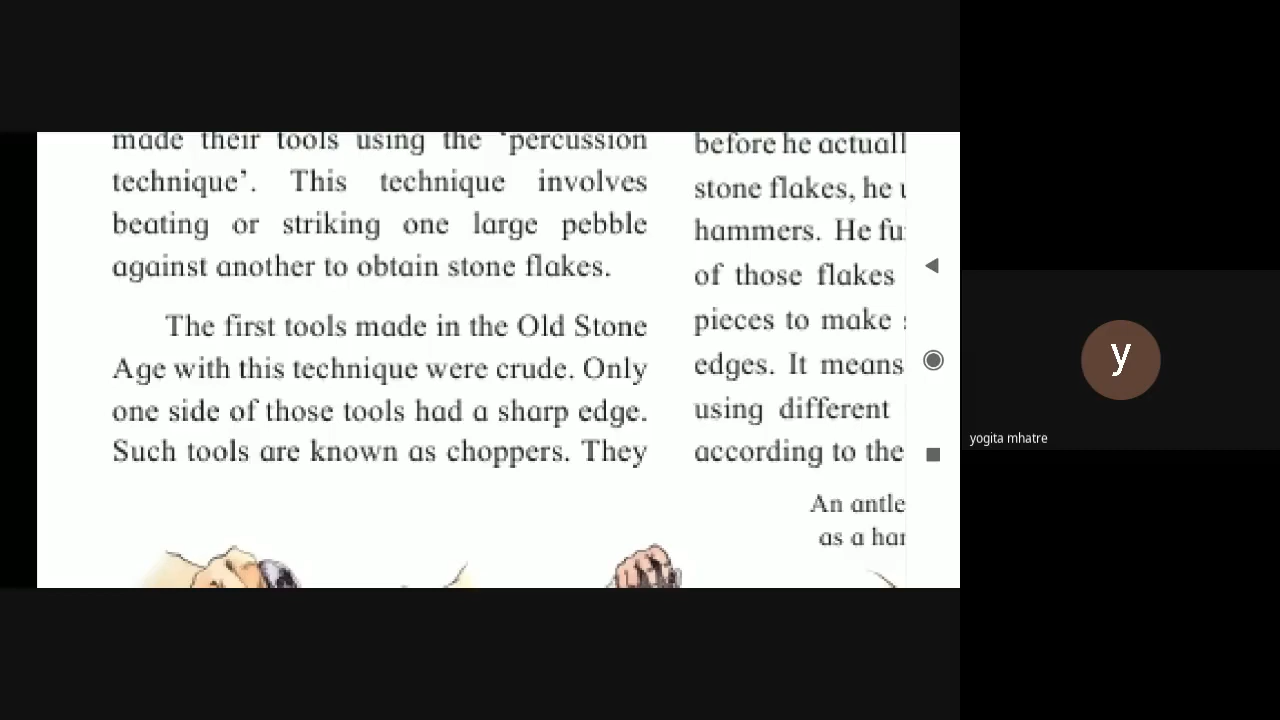 made their tools using the ‘percussion
technique’. This technique involves
beating or striking one large pebble
against another to obtain stone flakes.
The first tools made in the Old Stone
Age with this technique were crude. Only
one side of those tools had a sharp edge.
Such tools are known as choppers. They
before he
stone flakes, he
hammers. He
of those flakes
pieces to make
edges. It means
using different
according to the
An
as a
y
yogita mhatre